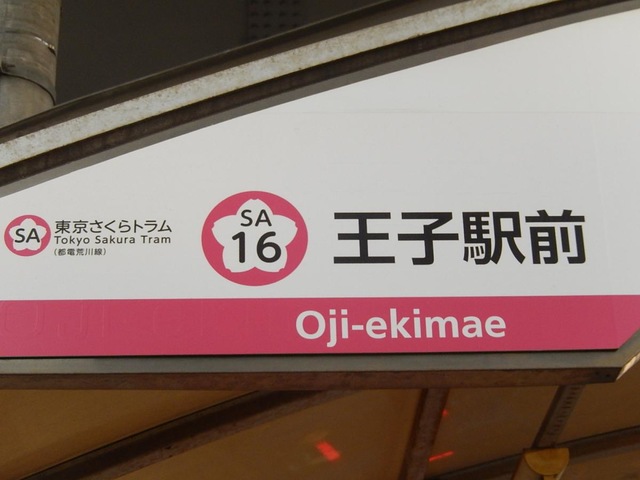 SA
東京さくらトラム
Tokyo Sakura Tram
(都電荒川線)
SA
16
王子駅前
Oji-ekimae